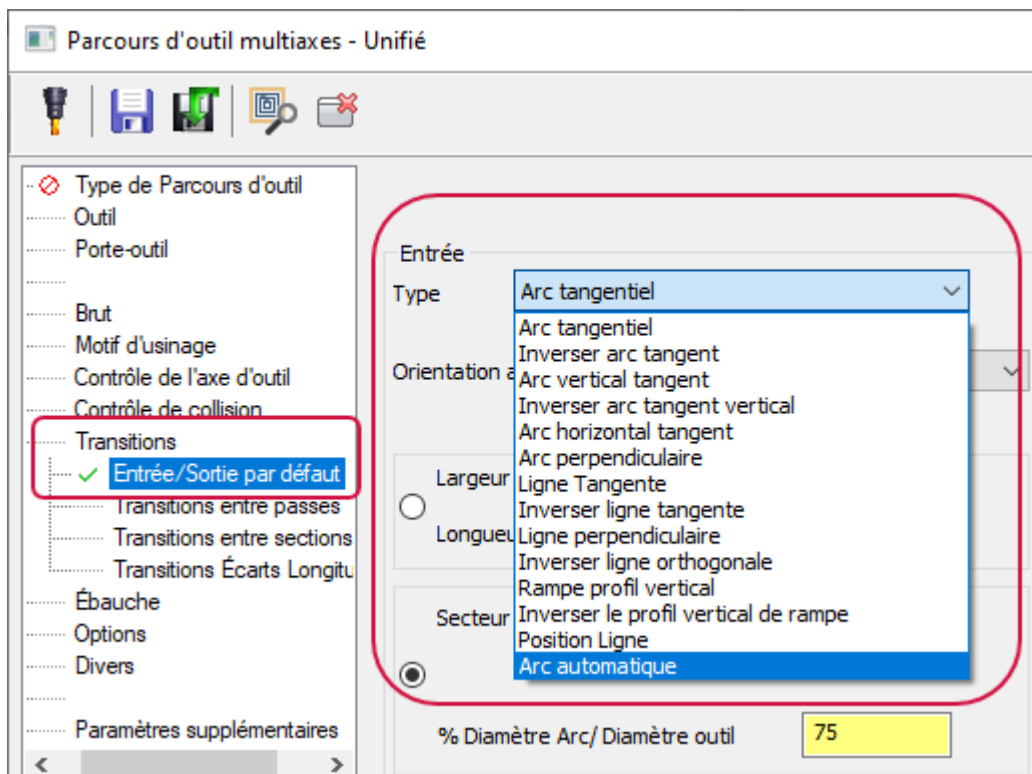 Parcours d'outil multiaxes - Unifié
Type de Parcours d'outil
Outil
Porte-outil
Brut
Motif d'usinage
Contrôle de l'axe d'outil
Contrôle de collision
Transitions
Entrée/Sortie par défaut
Transitions entre passes
Transitions entre sections
Transitions Écarts Longitu
Ébauche
Options
Divers
Paramètres supplémentaires
Entrée
Type
Arc tangentiel
Arc tangentiel
Inverser arc tangent
Arc vertical tangent
Inverser arc tangent vertical
Arc horizontal tangent
Arc perpendiculaire
Ligne Tangente
Inverser ligne tangente
Ligne perpendiculaire
Inverser ligne orthogonale
Rampe profil vertical
Inverser le profil vertical de rampe
Position Ligne
Arc automatique
Orientation a
Largeur
Longueu
Secteur
% Diamètre Arc/ Diamètre outil
75